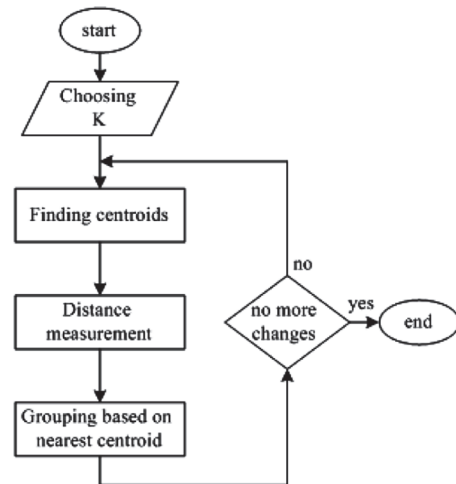 start
Choosing
K
Finding centroids
Distance
measurement
Grouping based on
nearest centroid
no more
changes
no
yes
end